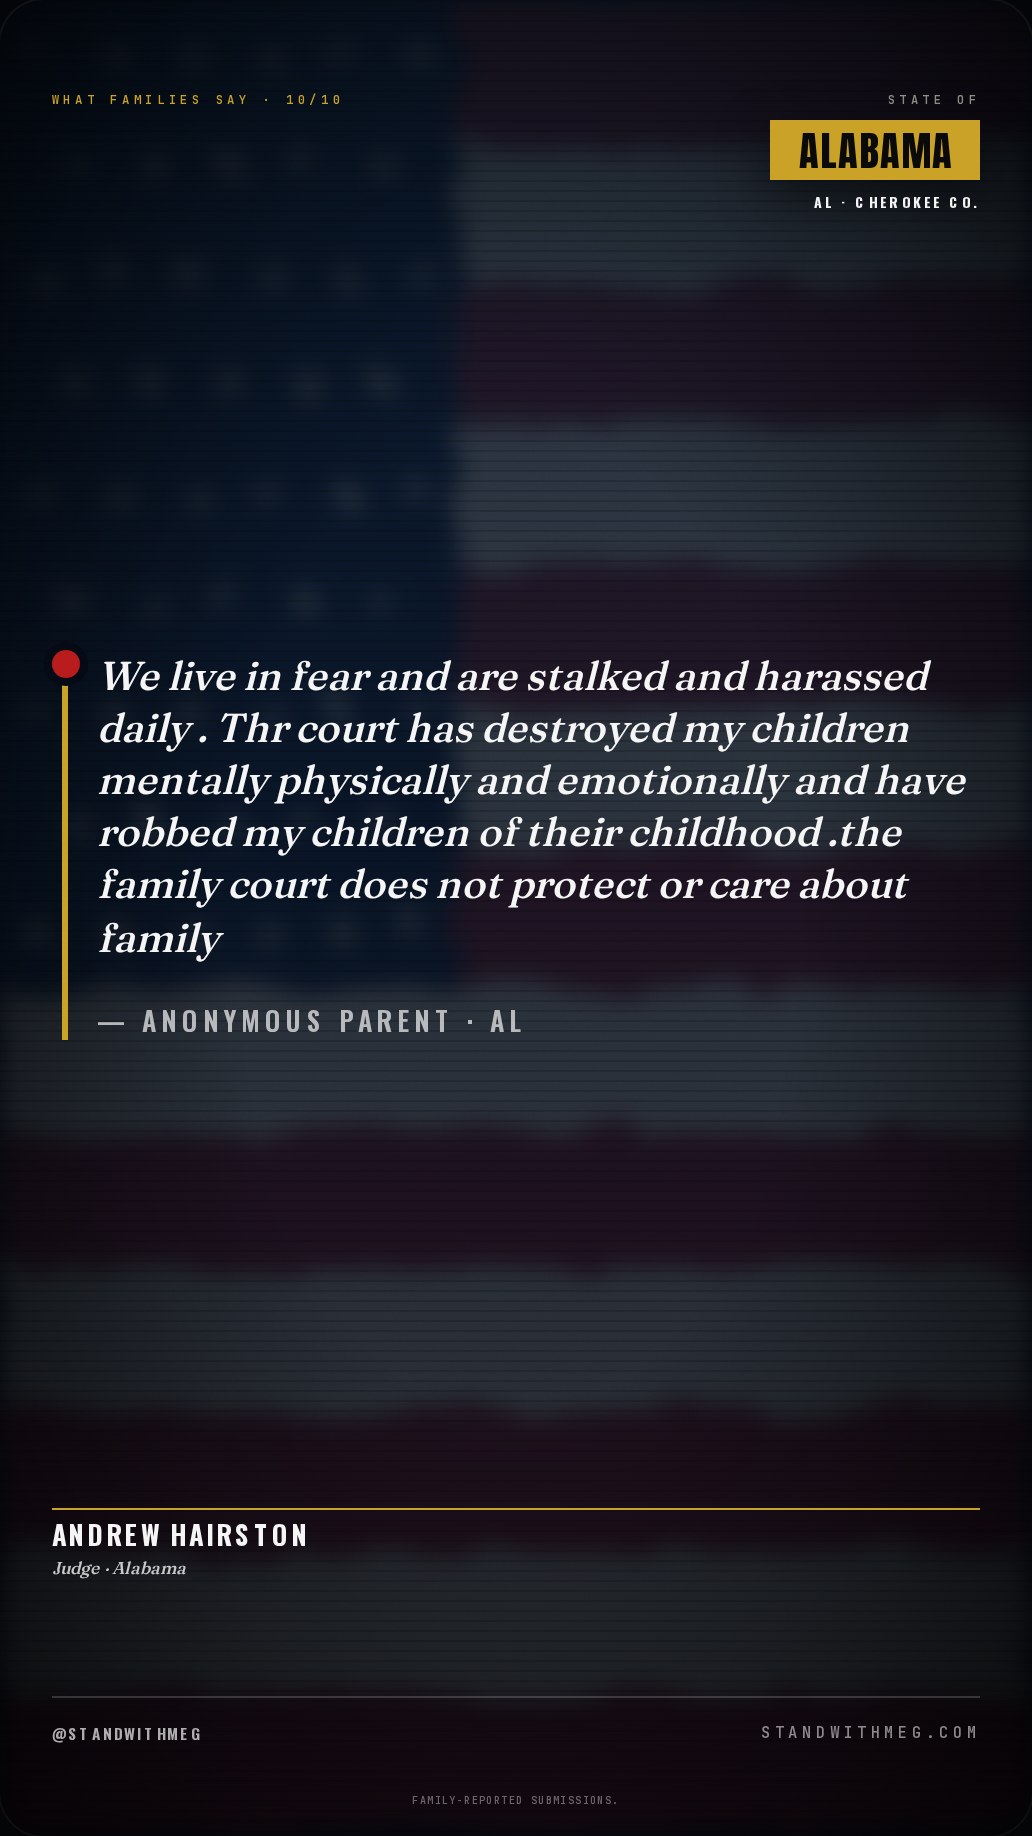 WHAT FAMILIES SAY · 10/10
STATE OF
ALABAMA
AL · CHEROKEE CO.
We live in fear and are stalked and harassed
daily . Thr court has destroyed my children
mentally physically and emotionally and have
robbed my children of their childhood .the
family court does not protect or care about
family
— ANONYMOUS PARENT · AL
ANDREW HAIRSTON
Judge · Alabama
@STANDWITHMEG
STANDWITHMEG.COM
FAMILY-REPORTED SUBMISSIONS.